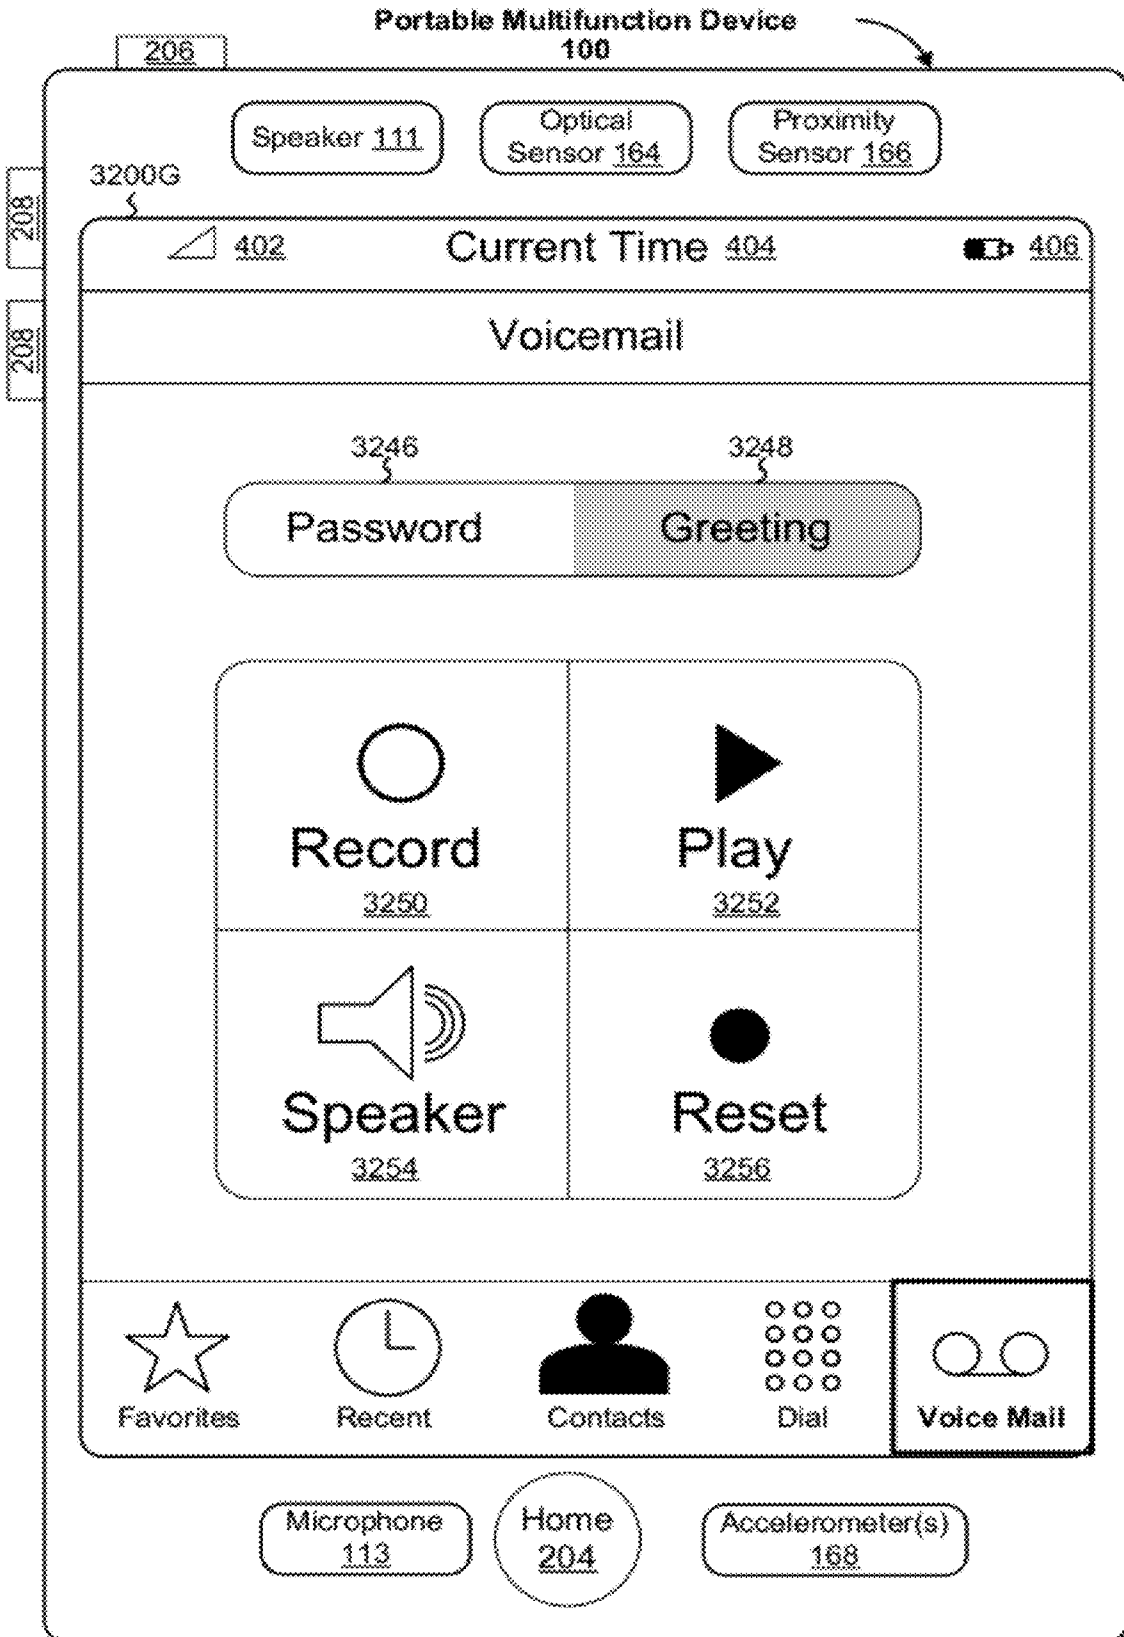 Portable Multifunction Device
100
206
Speaker 111
Optical
Sensor 164
Proximity
Sensor 166
3200G
208
402
Current Time 404
406
Voicemail
208
3246
3248
Password
Greeting
Record
3250
Play
3252
Speaker
3254
Reset
3256
Favorites
Recent
Contacts
Dial
Voice Mail
Microphone
113
Home
204
Accelerometer(s)
168